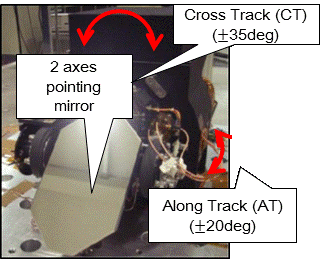 Cross Track (CT)
(±35deg)
2 axes
pointing
mirror
Along Track (AT)
(±20deg)